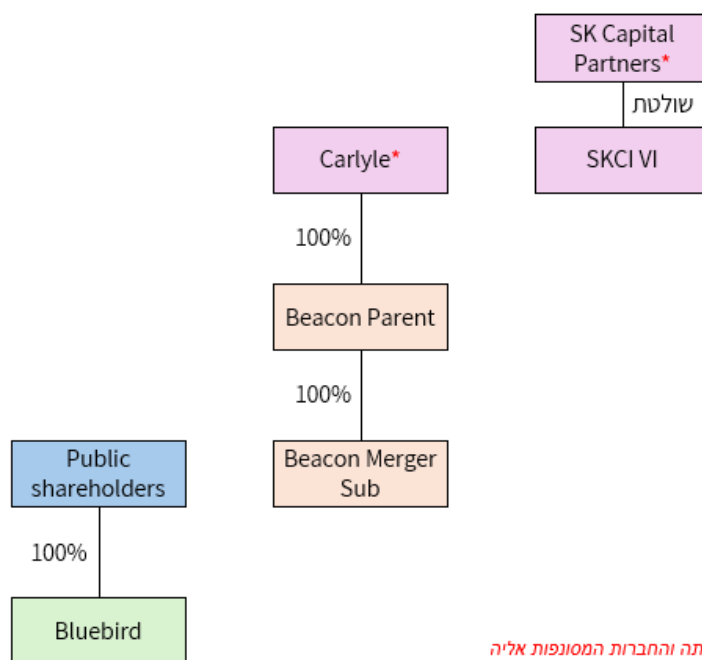 SK Capital
Partners*
שולטת
Carlyle*
SKCI VI
100%
Beacon Parent
100%
Public
shareholders
Beacon Merger
Sub
100%
Bluebird
והחברות המסונפות אליה